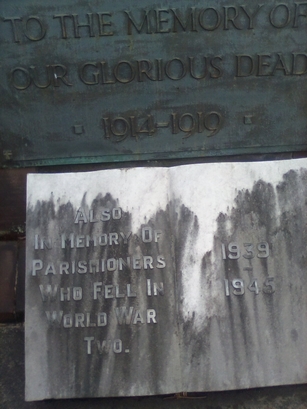 TO THE MEMORY OF
OUR GLORIOUS DEAD
1914-1919
ALSO
IN MEMORY OF
PARISHIONERS
WHO FELL IN
WORLD WAR
TWO.
1939
-
1945